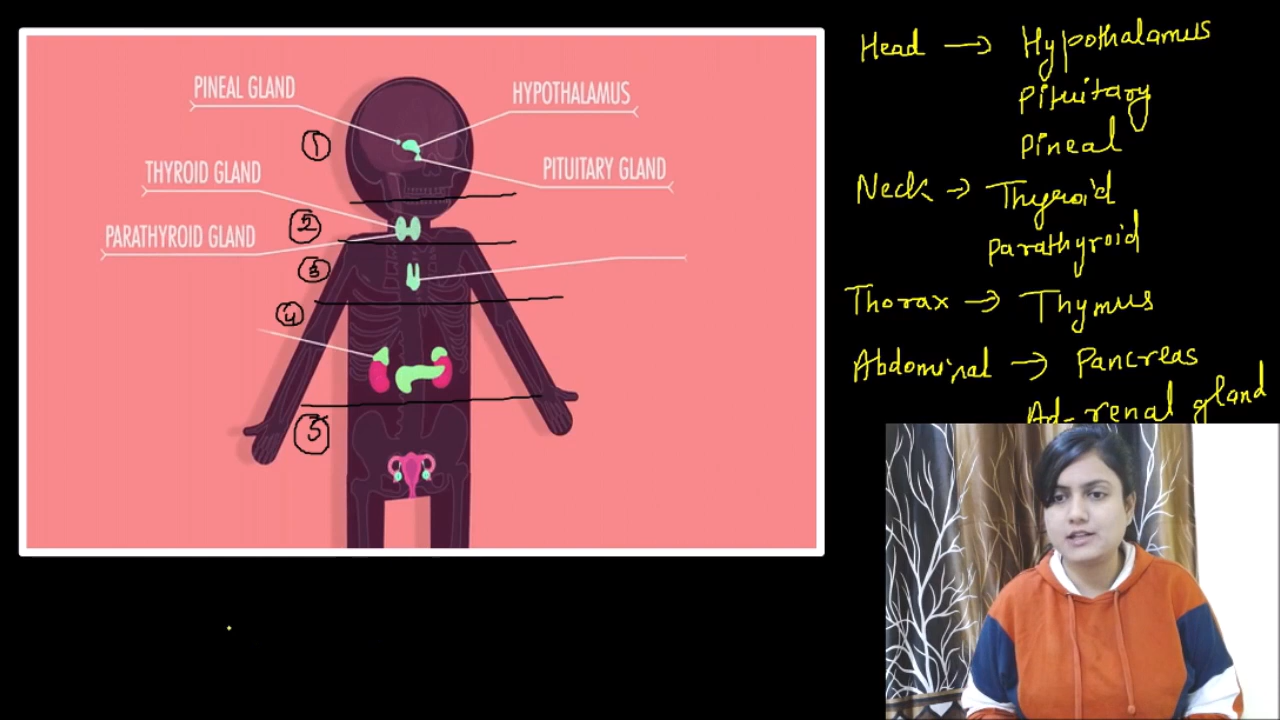 PINEAL GLAND
HYPOTHALAMUS
①
THYROID GLAND
PITUITARY GLAND
②
PARATHYROID GLAND
③
④
⑤
Head → Hypothalamus
Pituitary
Pineal
Neck → Thyroid
Parathyroid
Thorax → Thymus
Abdominal → Pancreas
Ad-renal gland